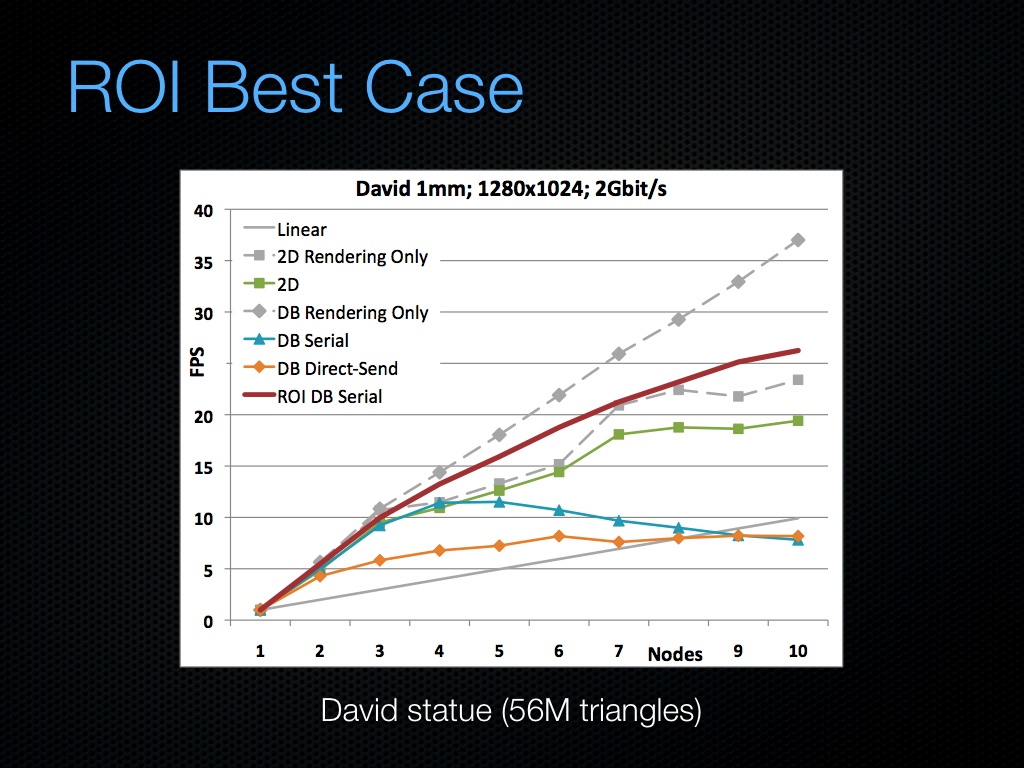 ROI Best Case
David 1mm; 1280x1024; 2Gbit/s
40
35
30
20
15
10
5
0
FPS
Linear
2D Rendering Only
2D
DB Rendering Only
DB Serial
DB Direct-Send
ROI DB Serial
1 2 3 4 5 6 7 Nodes 9 10
David statue (56M triangles)